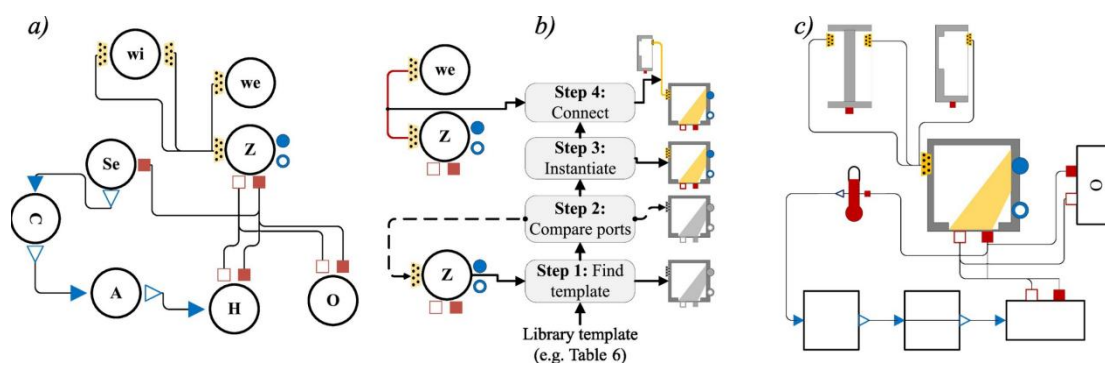 a)
wi
we
Z
Se
C
A
H
O
b)
we
Z
Step 4:
Connect
Step 3:
Instantiate
Step 2:
Compare ports
Z
Step 1: Find
template
Library template
(e.g. Table 6)
c)
O